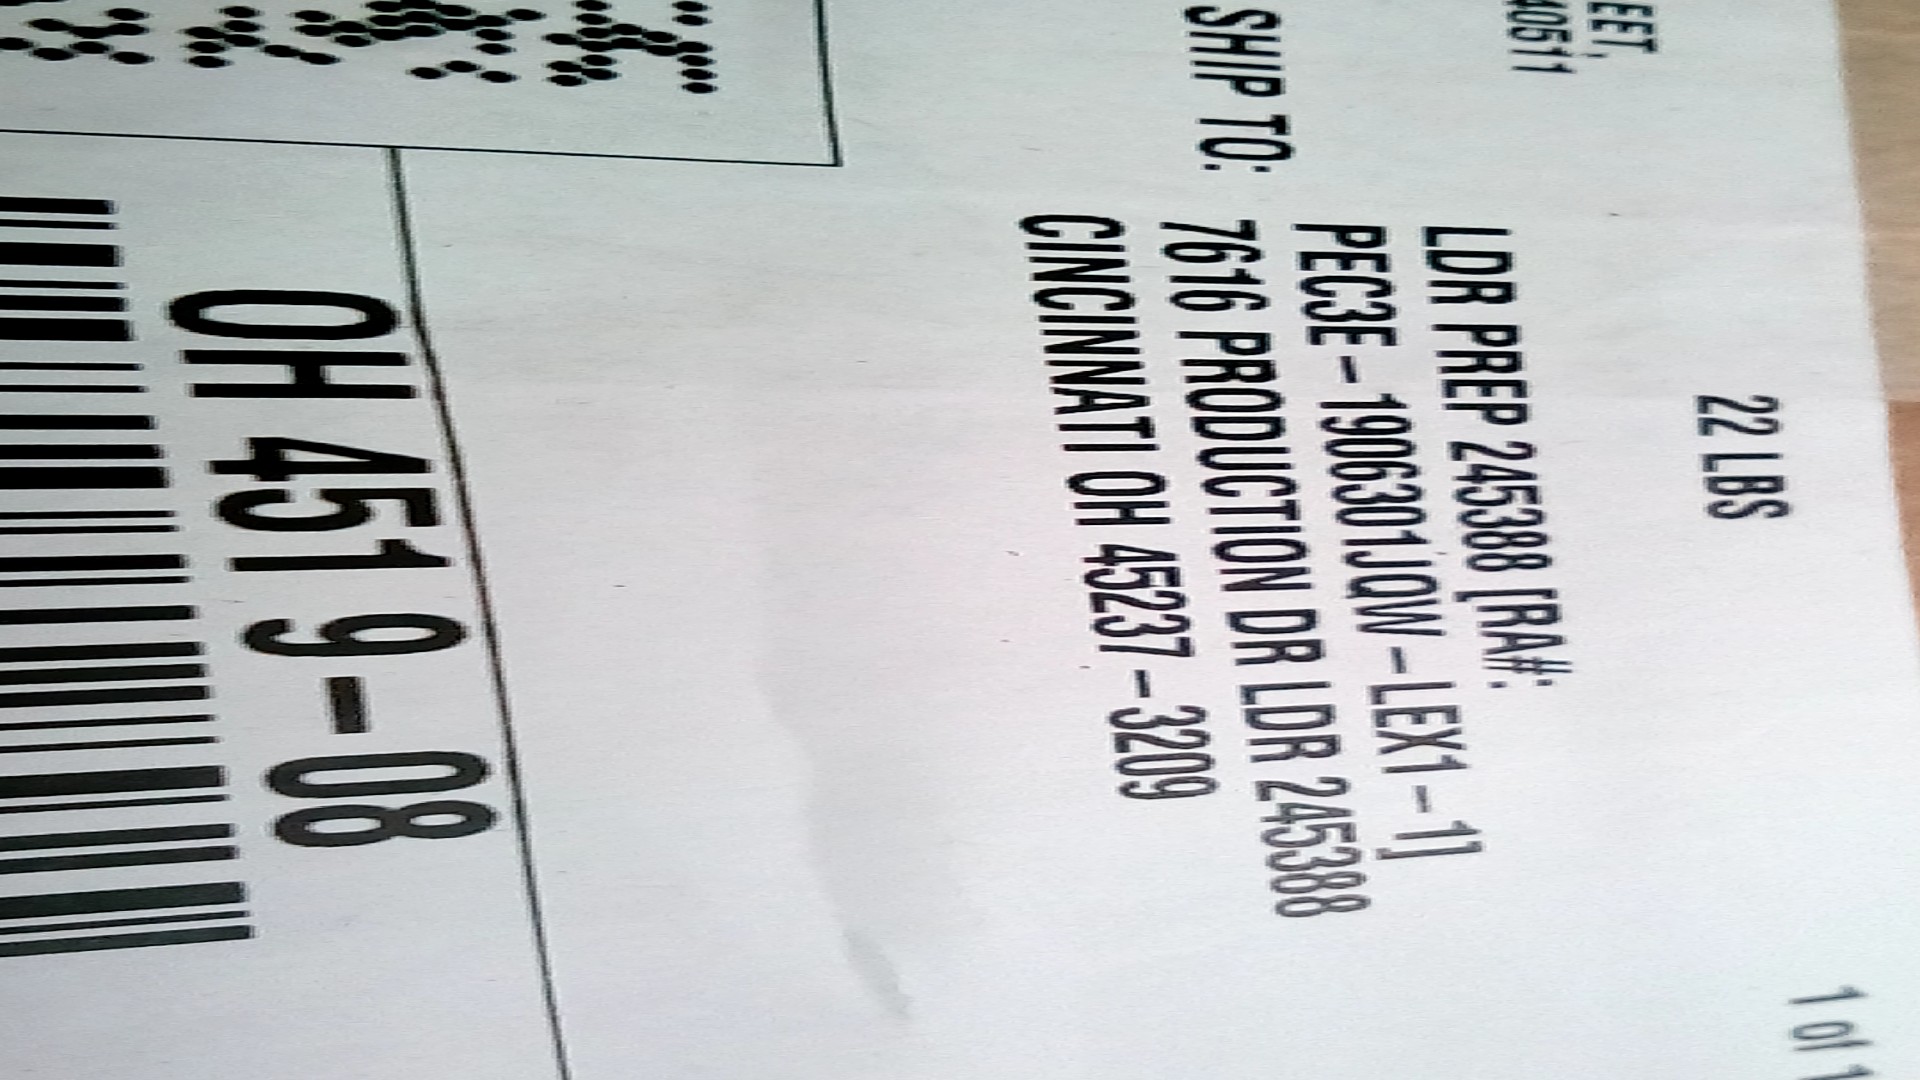 EET,
40511
22 LBS
1 of 1
SHIP TO:
LDR PREP 245388 [RA#:
PEC3E-1906301JQW-LEX1-1]
7616 PRODUCTION DR LDR 245388
CINCINNATI OH 45237-3209
OH 451 9-08